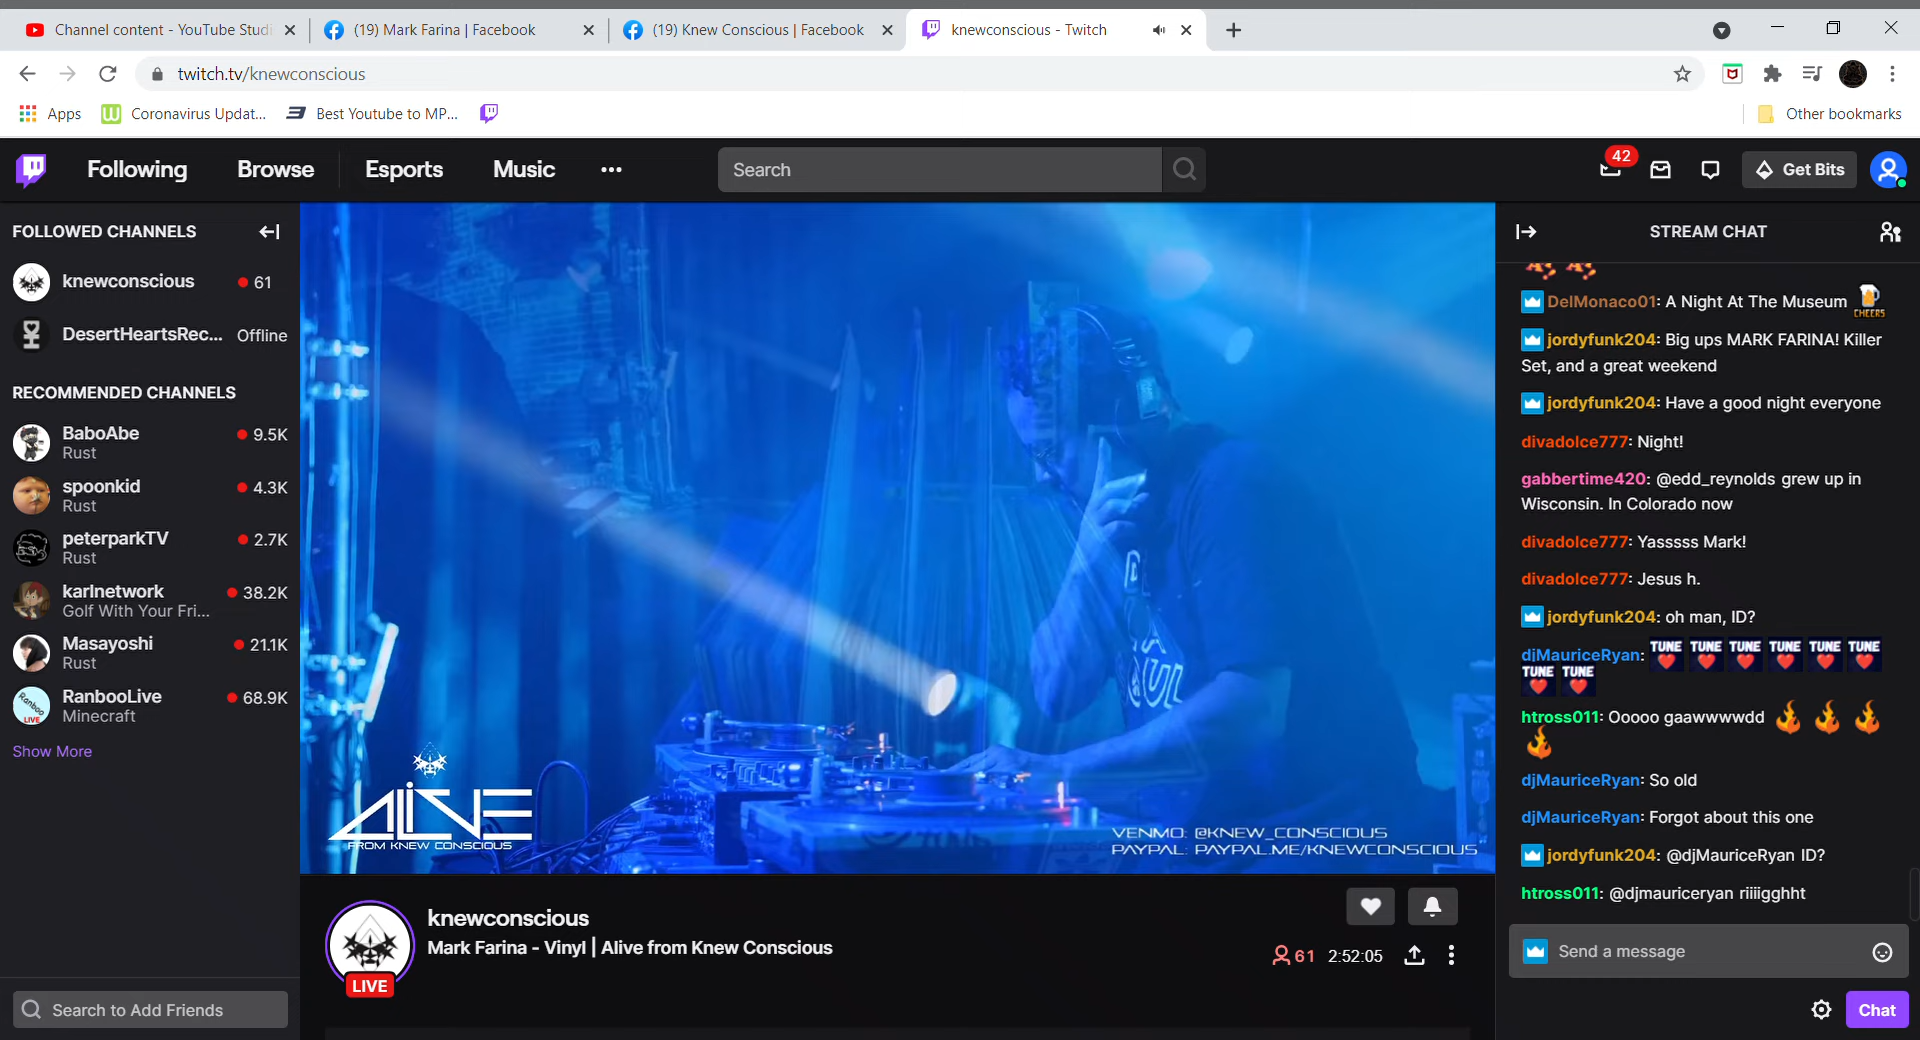 Channel content - YouTube Studi
(19) Mark Farina | Facebook
(19) Knew Conscious | Facebook
knewconscious - Twitch
twitch.tv/knewconscious
Apps
Coronavirus Updat...
Best Youtube to MP...
Other bookmarks
Following
Browse
Esports
Music
Search
42
Get Bits
FOLLOWED CHANNELS
knewconscious
61
DesertHeartsRec...
Offline
RECOMMENDED CHANNELS
BaboAbe
9.5K
Rust
spoonkid
4.3K
Rust
peterparkTV
2.7K
Rust
karlnetwork
38.2K
Golf With Your Fri...
Masayoshi
21.1K
Rust
Ranboo
LIVE
RanbooLive
68.9K
Minecraft
Show More
Search to Add Friends
ALIVE
FROM KNEW CONSCIOUS
VENMO: @KNEW_CONSCIOUS
PAYPAL: PAYPAL.ME/KNEWCONSCIOUS
LIVE
knewconscious
Mark Farina - Vinyl | Alive from Knew Conscious
61
2:52:05
STREAM CHAT
DelMonaco01: A Night At The Museum CHEERS
jordyfunk204: Big ups MARK FARINA! Killer
Set, and a great weekend
jordyfunk204: Have a good night everyone
divadolce777: Night!
gabbertime420: @edd_reynolds grew up in
Wisconsin. In Colorado now
divadolce777: Yasssss Mark!
divadolce777: Jesus h.
jordyfunk204: oh man, ID?
djMauriceRyan: TUNE TUNE TUNE TUNE TUNE TUNE
TUNE TUNE
htross011: Ooooo gaawwwwdd
djMauriceRyan: So old
djMauriceRyan: Forgot about this one
jordyfunk204: @djMauriceRyan ID?
htross011: @djmauriceryan riiiigghht
Send a message
Chat